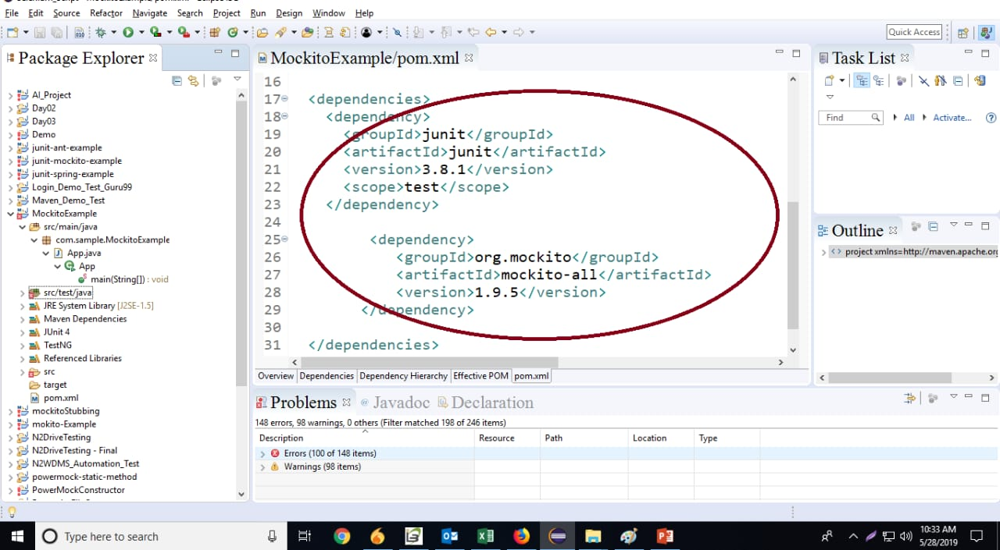 File Edit Source Refactor Navigate Search Project Run Design Window Help
Quick Access
Package Explorer
AI_Project
Day02
Day03
Demo
junit-ant-example
junit-mockito-example
junit-spring-example
Login_Demo_Test_Guru99
Maven_Demo_Test
MockitoExample
src/main/java
com.sample.MockitoExample
App.java
App
main(String[]) : void
src/test/java
JRE System Library [J2SE-1.5]
Maven Dependencies
JUnit 4
TestNG
Referenced Libraries
src
target
pom.xml
mockitoStubbing
mokito-Example
N2DriveTesting
N2DriveTesting - Final
N2WDMS_Automation_Test
powermock-static-method
PowerMockConstructor
MockitoExample/pom.xml
16
17 <dependencies>
18 <dependency>
19 <groupId>junit</groupId>
20 <artifactId>junit</artifactId>
21 <version>3.8.1</version>
22 <scope>test</scope>
23 </dependency>
24
25 <dependency>
26 <groupId>org.mockito</groupId>
27 <artifactId>mockito-all</artifactId>
28 <version>1.9.5</version>
29 </dependency>
30
31 </dependencies>
Overview Dependencies Dependency Hierarchy Effective POM pom.xml
Task List
Find All Activate...
Outline
project xmlns=http://maven.apache.org
Problems Javadoc Declaration
148 errors, 98 warnings, 0 others (Filter matched 198 of 246 items)
Description Resource Path Location Type
Errors (100 of 148 items)
Warnings (98 items)
Type here to search
10:33 AM
5/28/2019